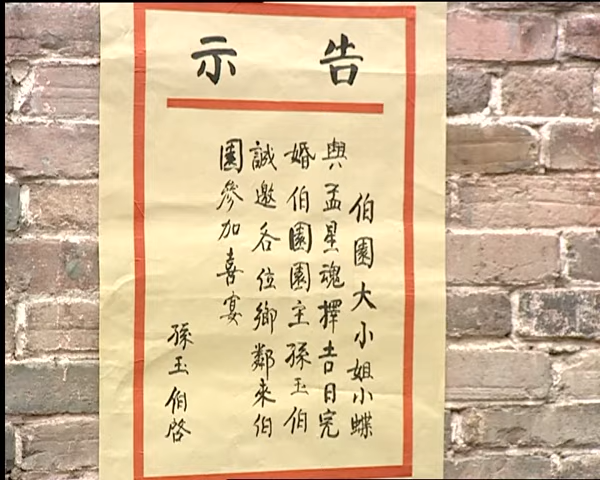 告示
伯園大小姐小蝶
與孟星魂擇吉日完
婚伯園園主孫玉伯
誠邀各位鄉鄰來伯
園參加喜宴
孫玉伯啓